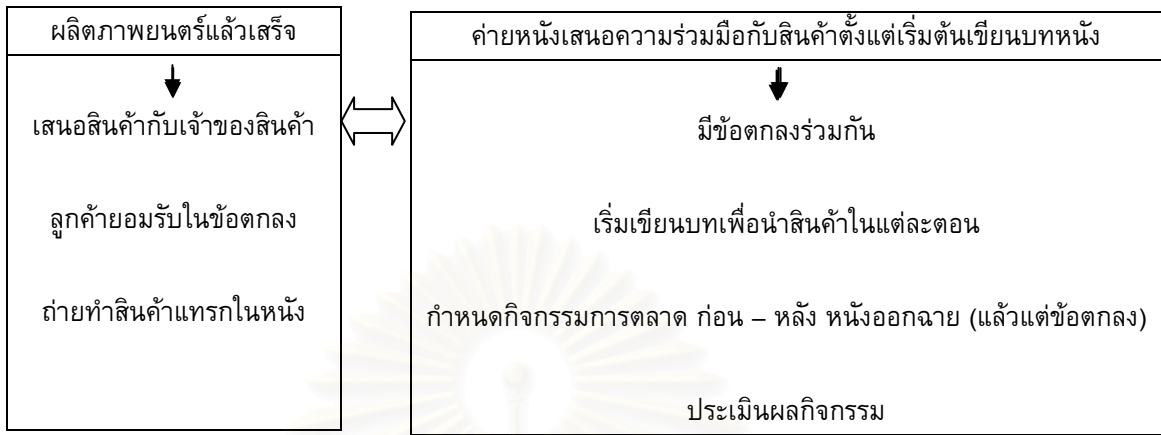 ผลิตภาพยนตร์แล้วเสร็จ
เสนอสินค้ากับเจ้าของสินค้า
ลูกค้ายอมรับในข้อตกลง
ถ่ายทำสินค้าแทรกในหนัง
ค่ายหนังเสนอความร่วมมือกับสินค้าตั้งแต่เริ่มต้นเขียนบทหนัง
มีข้อตกลงร่วมกัน
เริ่มเขียนบทเพื่อนำสินค้าในแต่ละตอน
กำหนดกิจกรรมการตลาด ก่อน – หลัง หนังออกฉาย (แล้วแต่ข้อตกลง)
ประเมินผลกิจกรรม